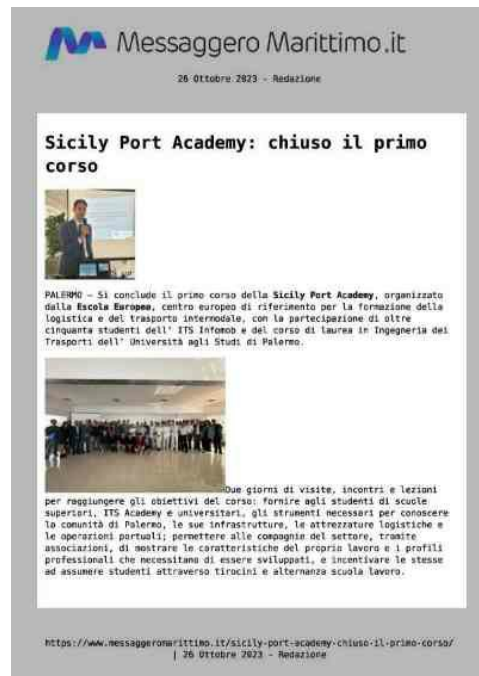 Messaggero Marittimo.it
26 Ottobre 2023 - Redazione
Sicily Port Academy: chiuso il primo
corso
PALERMO – Si conclude il primo corso della Sicily Port Academy, organizzato
dalla Escola Europea, centro europeo di riferimento per la formazione della
logistica e del trasporto intermodale, con la partecipazione di oltre
cinquanta studenti dell' ITS Infomob e del corso di laurea in Ingegneria dei
Trasporti dell' Università agli Studi di Palermo.
Due giorni di visite, incontri e lezioni
per raggiungere gli obiettivi del corso: fornire agli studenti di scuole
superiori, ITS Academy e universitari, gli strumenti necessari per conoscere
la comunità di Palermo, le sue infrastrutture, le attrezzature logistiche e
le operazioni portuali; permettere alle compagnie del settore, tramite
associazioni, di mostrare le caratteristiche del proprio lavoro e i profili
professionali che necessitano di essere sviluppati, e incentivare le stesse
ad assumere studenti attraverso tirocini e alternanza scuola lavoro.
https://www.messaggeromarittimo.it/sicily-port-academy-chiuso-il-primo-corso/
| 26 Ottobre 2023 - Redazione